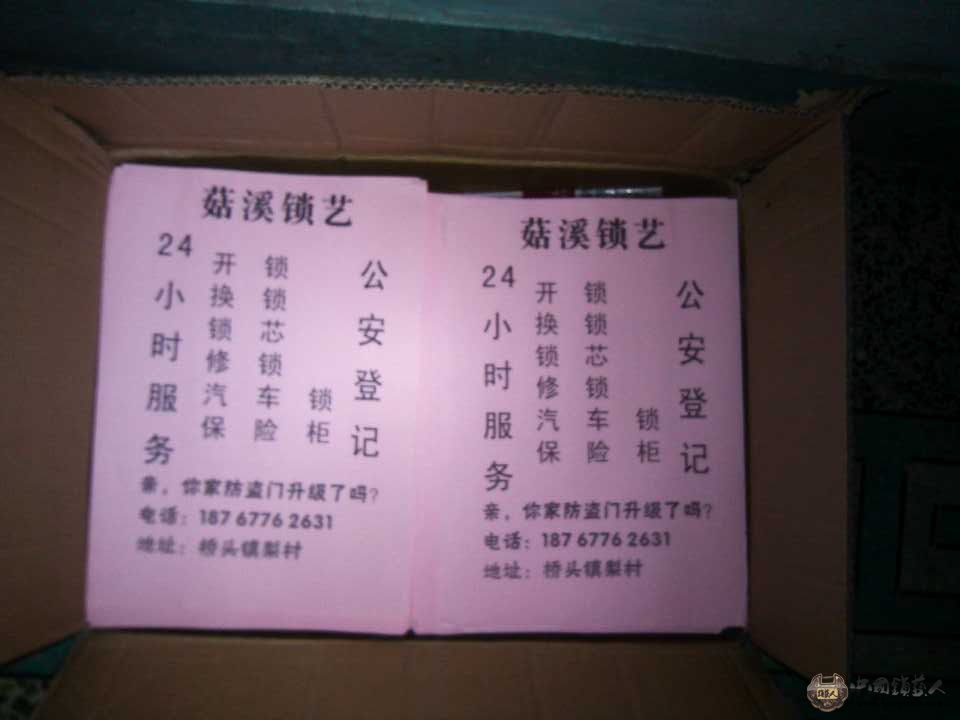 菇溪锁艺
24小时服务
开锁
换锁
锁芯
修锁
汽车锁
保险柜
公安登记
亲，你家防盗门升级了吗？
电话：187 6776 2631
地址：桥头镇梨村
菇溪锁艺
24小时服务
开锁
换锁
锁芯
修锁
汽车锁
保险柜
公安登记
亲，你家防盗门升级了吗？
电话：187 6776 2631
地址：桥头镇梨村
中国锁艺人